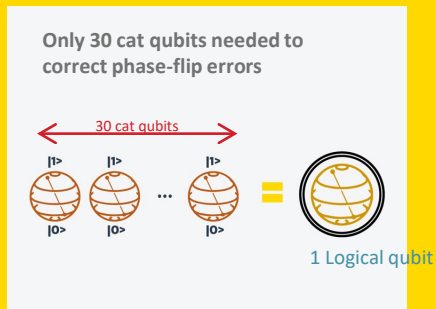 Only 30 cat qubits needed to
correct phase-flip errors
30 cat qubits
|1> |1> |1>
... =
|0> |0> |0>
1 Logical qubit